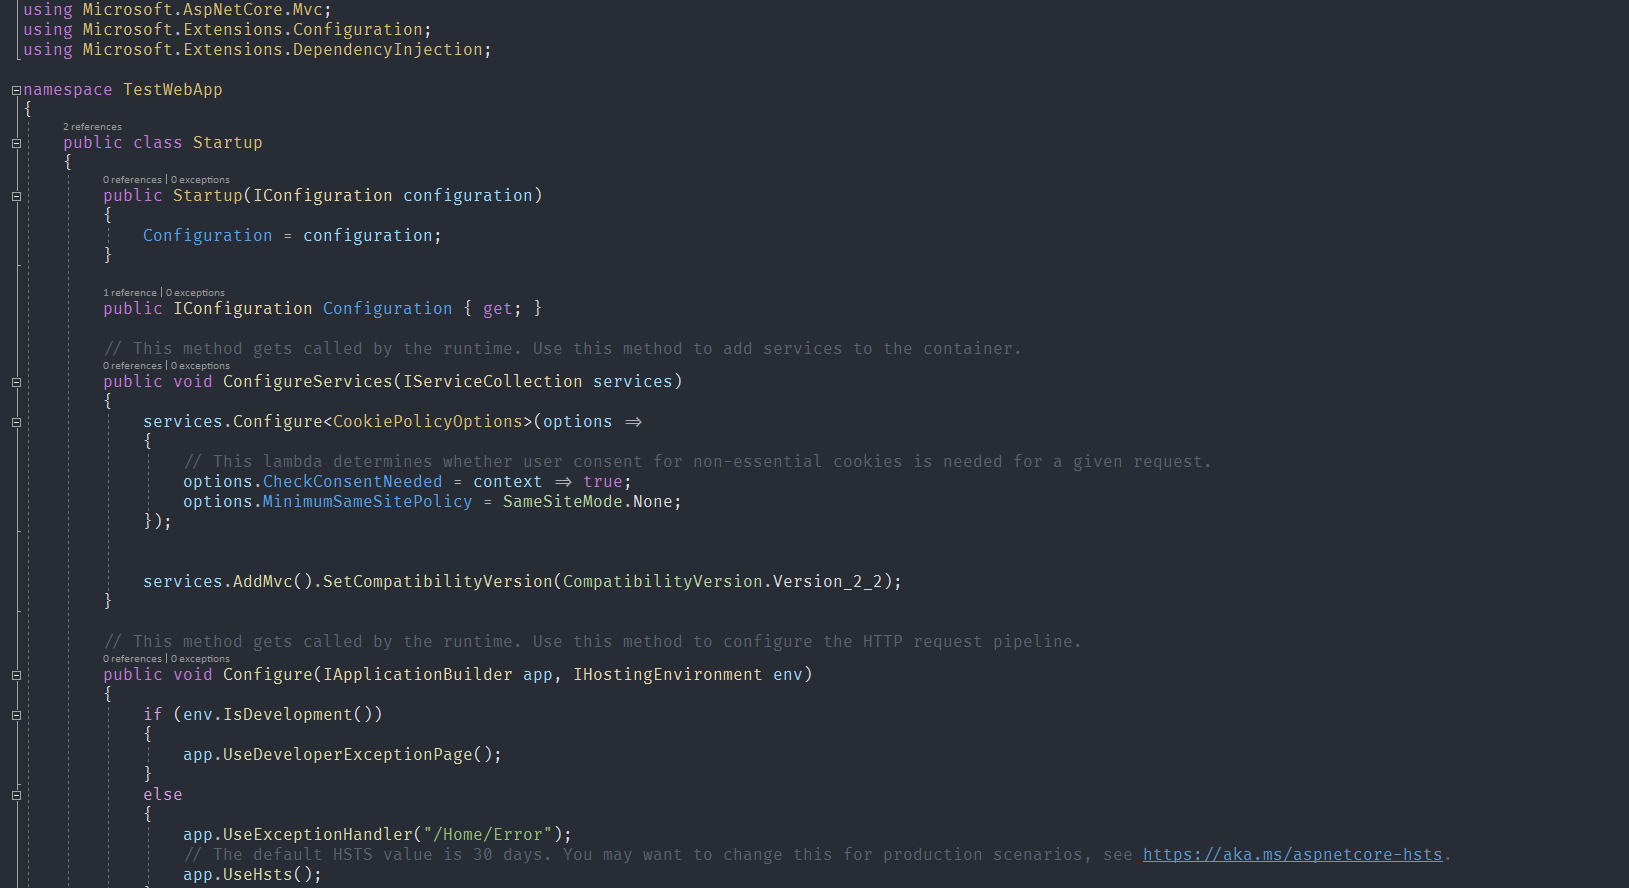 using Microsoft.AspNetCore.Mvc;
using Microsoft.Extensions.Configuration;
using Microsoft.Extensions.DependencyInjection;
namespace TestWebApp
{
2 references
public class Startup
{
0 references | 0 exceptions
public Startup(IConfiguration configuration)
{
Configuration = configuration;
}
1 reference | 0 exceptions
public IConfiguration Configuration { get; }
// This method gets called by the runtime. Use this method to add services to the container.
0 references | 0 exceptions
public void ConfigureServices(IServiceCollection services)
{
services.Configure<CookiePolicyOptions>(options =>
{
// This lambda determines whether user consent for non-essential cookies is needed for a given request.
options.CheckConsentNeeded = context => true;
options.MinimumSameSitePolicy = SameSiteMode.None;
});
services.AddMvc().SetCompatibilityVersion(CompatibilityVersion.Version_2_2);
}
// This method gets called by the runtime. Use this method to configure the HTTP request pipeline.
0 references | 0 exceptions
public void Configure(IApplicationBuilder app, IHostingEnvironment env)
{
if (env.IsDevelopment())
{
app.UseDeveloperExceptionPage();
}
else
{
app.UseExceptionHandler("/Home/Error");
// The default HSTS value is 30 days. You may want to change this for production scenarios, see https://aka.ms/aspnetcore-hsts.
app.UseHsts();